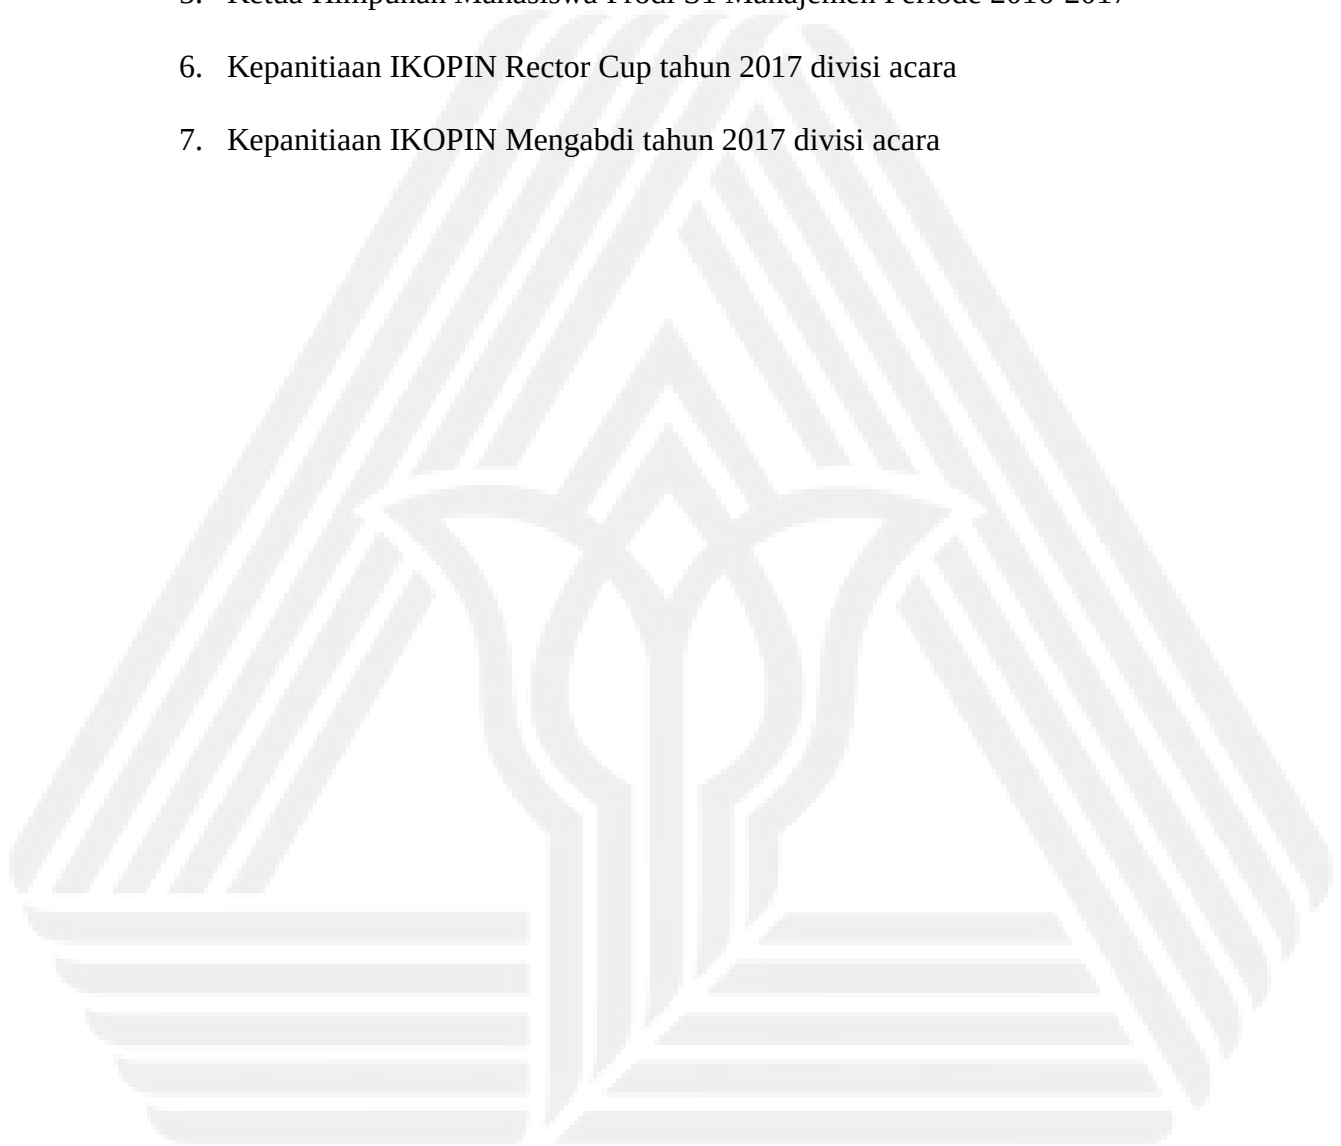 5. Ketua Himpunan Mahasiswa Prodi S1 Manajemen Periode 2016-2017
6. Kepanitiaan IKOPIN Rector Cup tahun 2017 divisi acara
7. Kepanitiaan IKOPIN Mengabdi tahun 2017 divisi acara